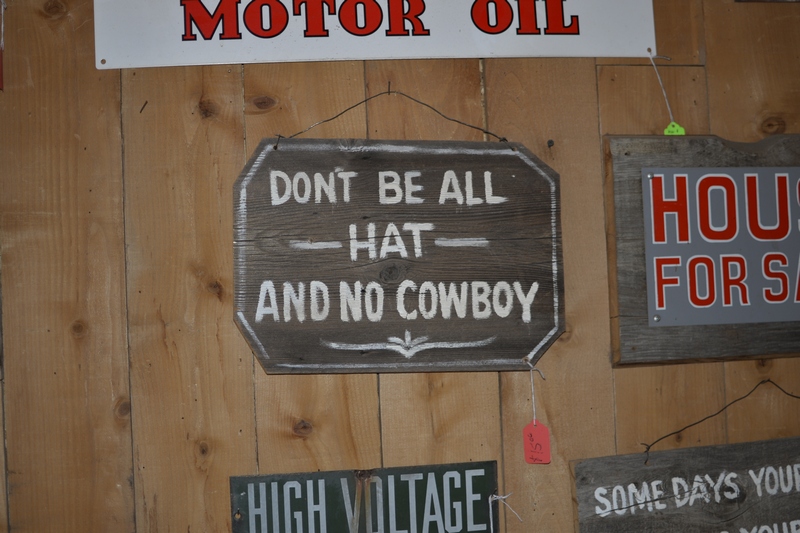 MOTOR OIL
DON'T BE ALL
HAT
AND NO COWBOY
HOUS
FOR SA
HIGH VOLTAGE
SOME DAYS YOUR